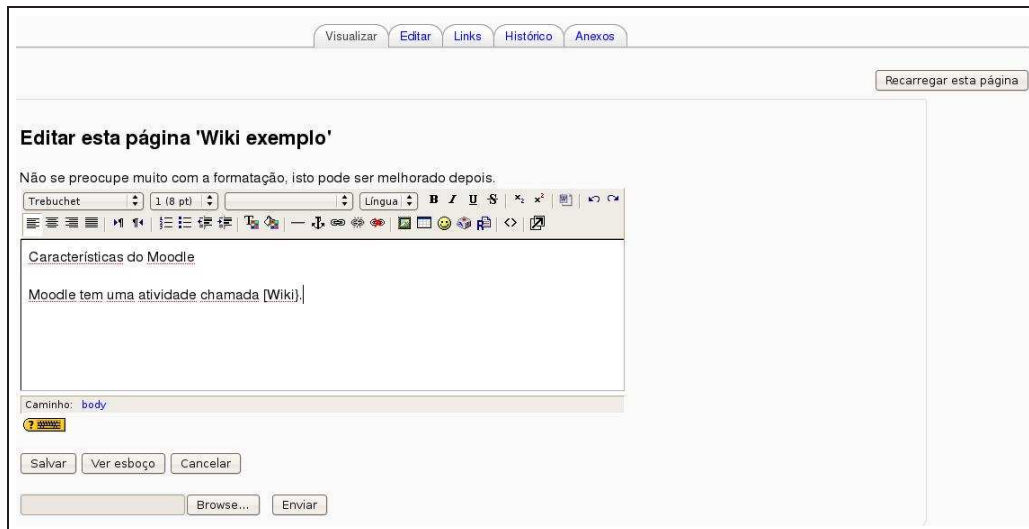 Visualizar Editar Links Histórico Anexos
Recarregar esta página
Editar esta página 'Wiki exemplo'
Não se preocupe muito com a formatação, isto pode ser melhorado depois.
Trebuchet 1 (8 pt) Língua B I U S x₂ x²
Características do Moodle
Moodle tem uma atividade chamada [Wiki}.
Caminho: body
Salvar Ver esboço Cancelar
Browse... Enviar